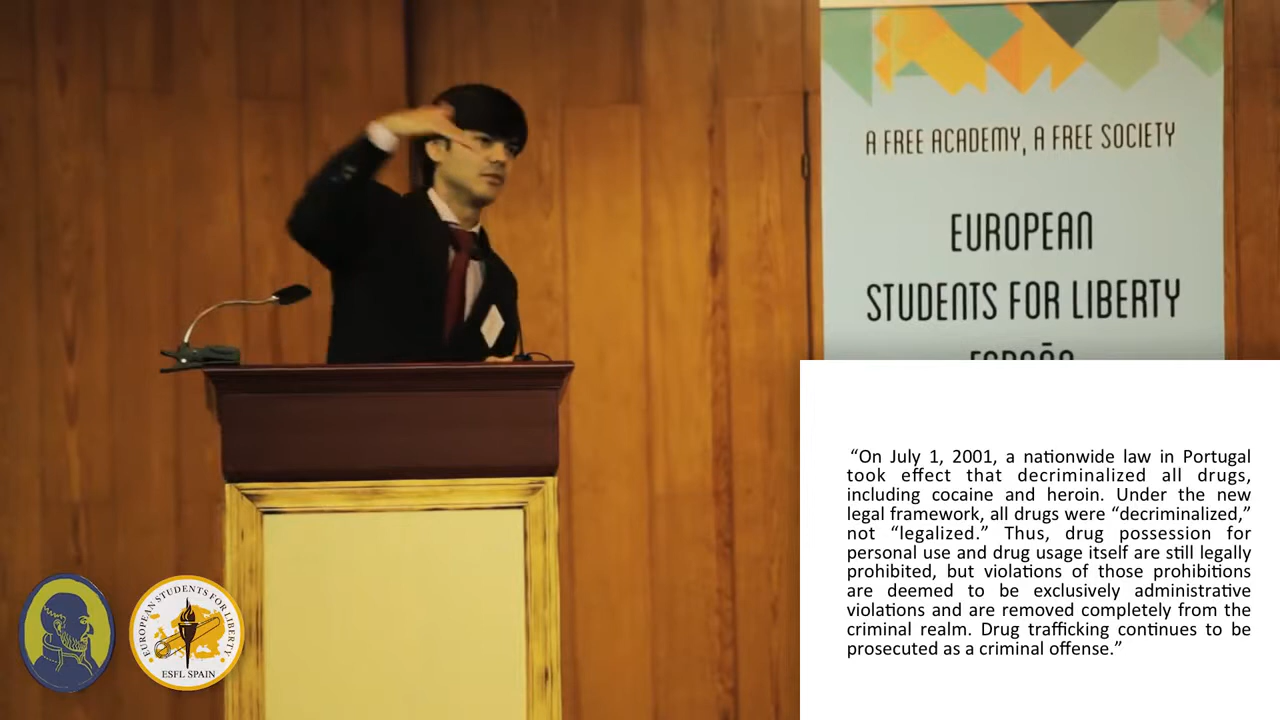 A FREE ACADEMY, A FREE SOCIETY
EUROPEAN
STUDENTS FOR LIBERTY
ESPAÑA
“On July 1, 2001, a nationwide law in Portugal
took effect that decriminalized all drugs,
including cocaine and heroin. Under the new
legal framework, all drugs were “decriminalized,”
not “legalized.” Thus, drug possession for
personal use and drug usage itself are still legally
prohibited, but violations of those prohibitions
are deemed to be exclusively administrative
violations and are removed completely from the
criminal realm. Drug trafficking continues to be
prosecuted as a criminal offense.”
EUROPEAN STUDENTS FOR LIBERTY
ESFL SPAIN